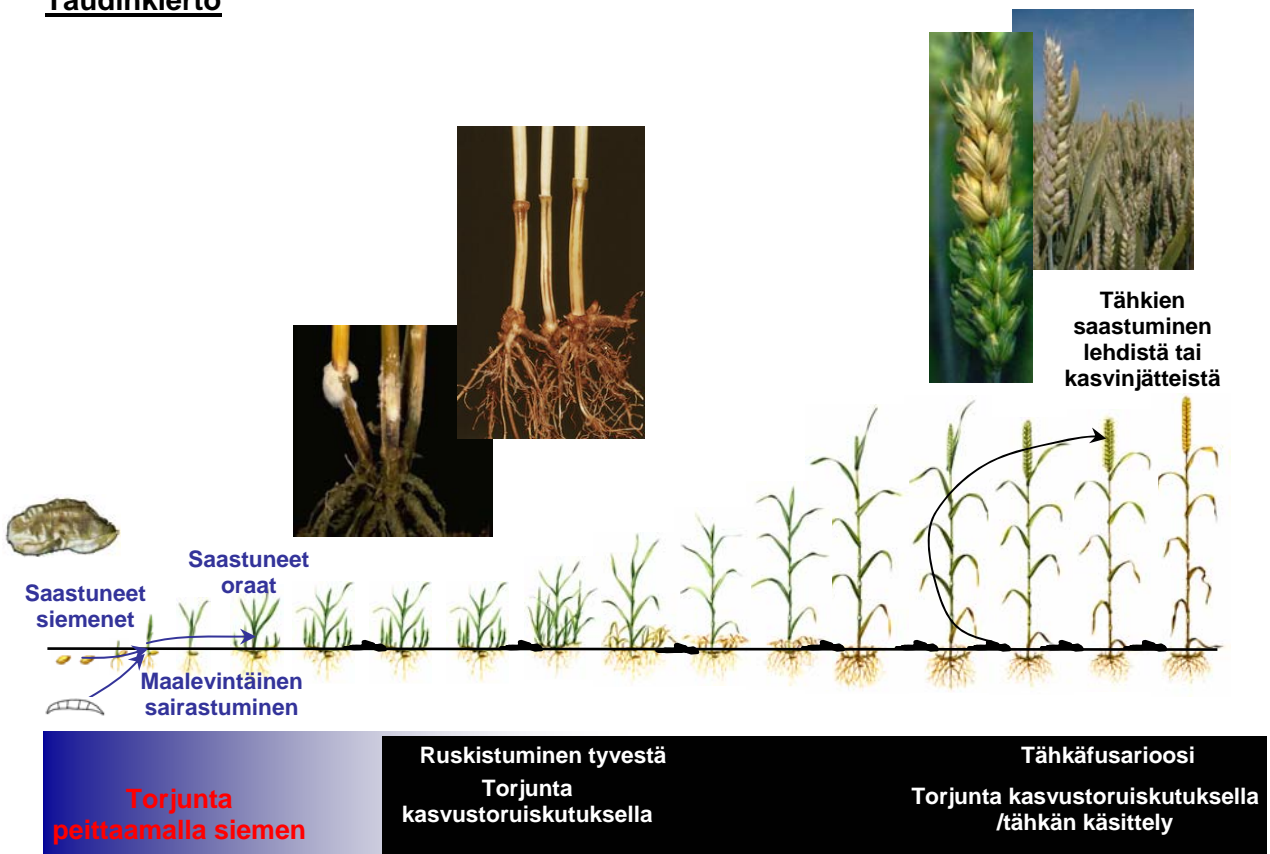 Taudinkierto
Tähkien
saastuminen
lehdistä tai
kasvinjätteistä
Saastuneet
oraat
Saastuneet
siemenet
Maalevintäinen
sairastuminen
Ruskistuminen tyvestä
Torjunta
kasvustoruiskutuksella
Tähkäfusarioosi
Torjunta kasvustoruiskutuksella
/tähkän käsittely
Torjunta
peittaamalla siemen